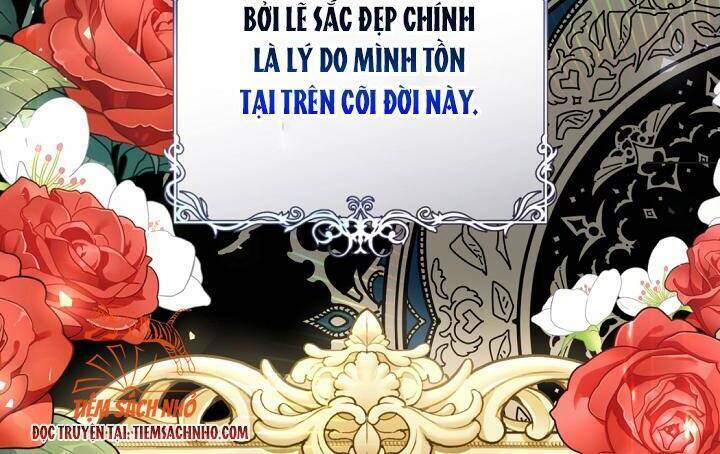 BỞI LẼ SẮC ĐẸP CHÍNH
LÀ LÝ DO MÌNH TỒN
TẠI TRÊN CÕI ĐỜI NÀY.
TIỆM SÁCH NHỎ
ĐỌC TRUYỆN TẠI: TIEMSACHNHO.COM